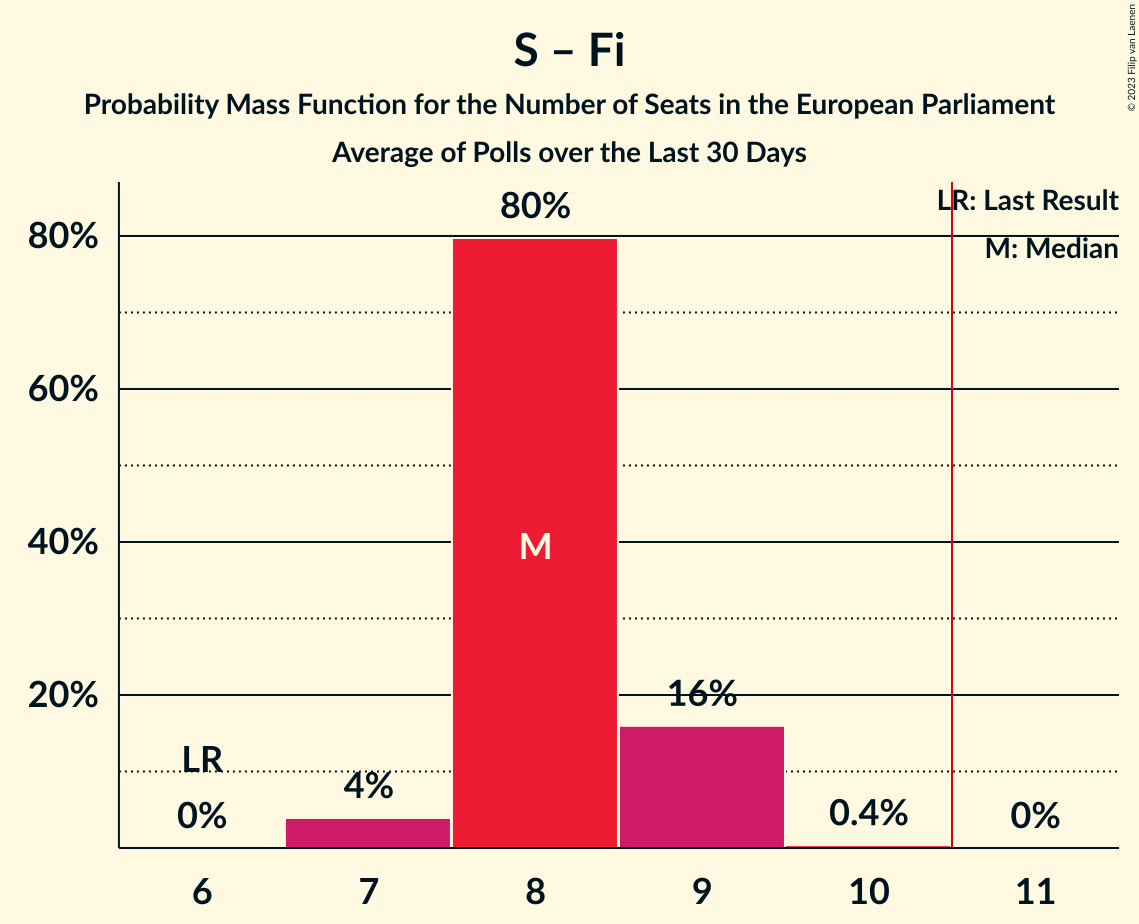 S – Fi
Probability Mass Function for the Number of Seats in the European Parliament
Average of Polls over the Last 30 Days
© 2023 Filip van Laenen
LR: Last Result
M: Median
80%
60%
40%
20%
LR
0%
4%
80%
M
16%
0.4%
0%
6 7 8 9 10 11